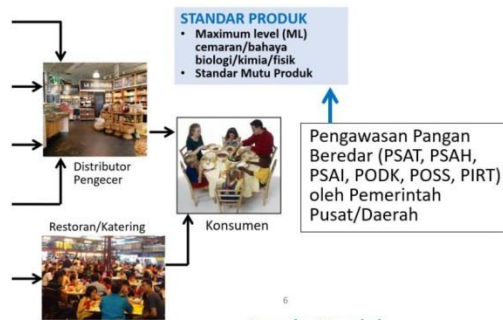 STANDAR PRODUK
• Maximum level (ML)
cemaran/bahaya
biologi/kimia/fisik
• Standar Mutu Produk
Distributor
Pengecer
Konsumen
Pengawasan Pangan
Beredar (PSAT, PSAH,
PSAI, PODK, POSS, PIRT)
oleh Pemerintah
Pusat/Daerah
Restoran/Katering
6